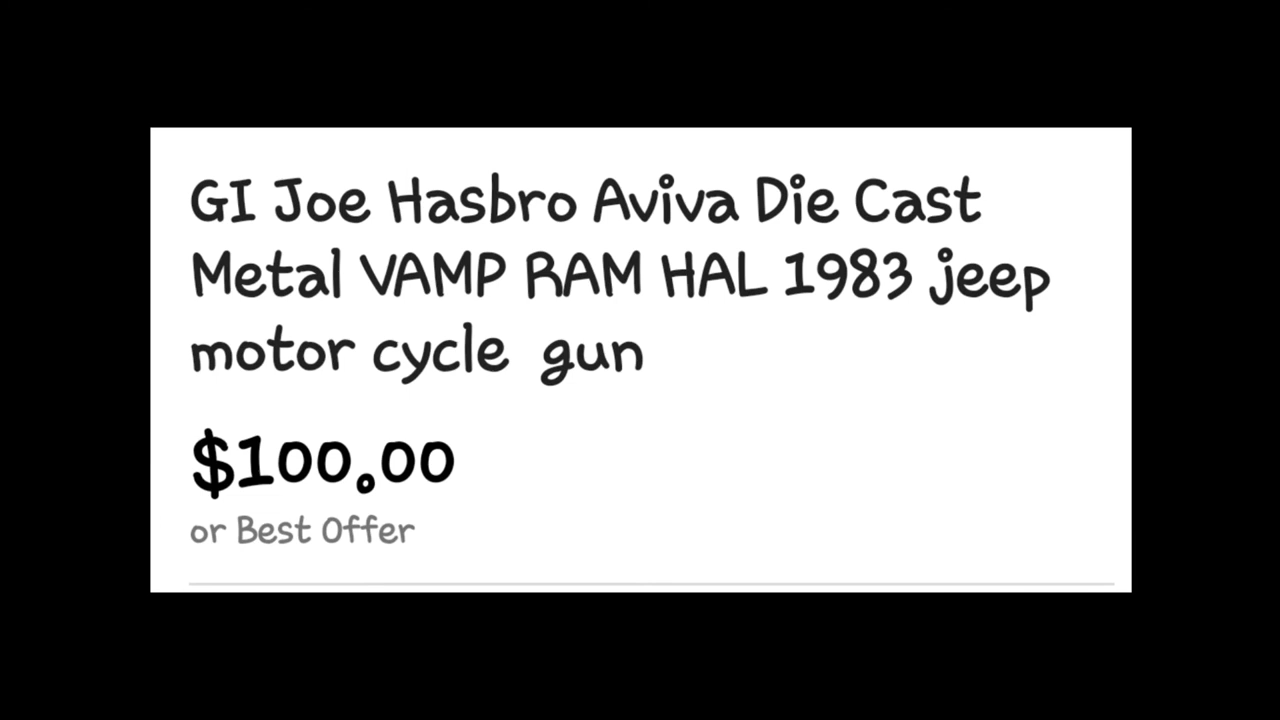 GI Joe Hasbro Aviva Die Cast
Metal VAMP RAM HAL 1983 jeep
motor cycle  gun
$100.00
or Best Offer